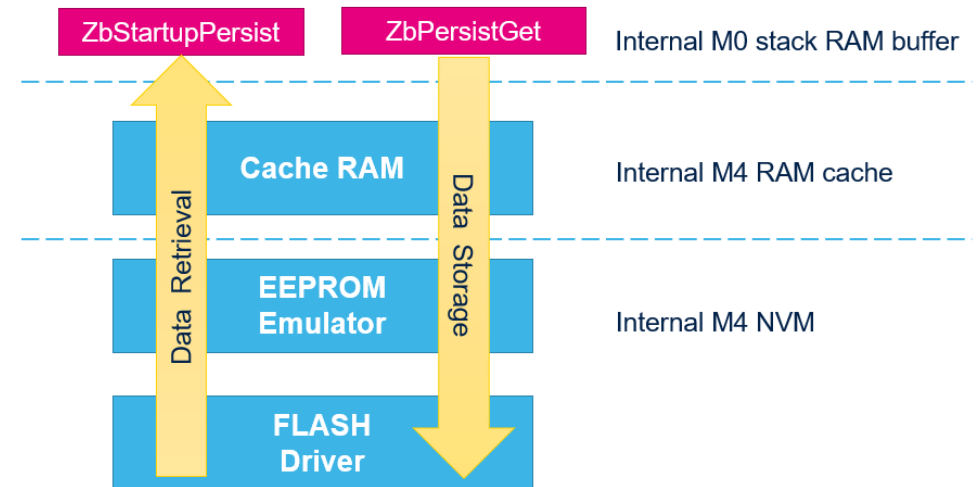 ZbStartupPersist
ZbPersistGet
Internal M0 stack RAM buffer
Cache RAM
Internal M4 RAM cache
Data Retrieval
Data Storage
EEPROM
Emulator
Internal M4 NVM
FLASH
Driver